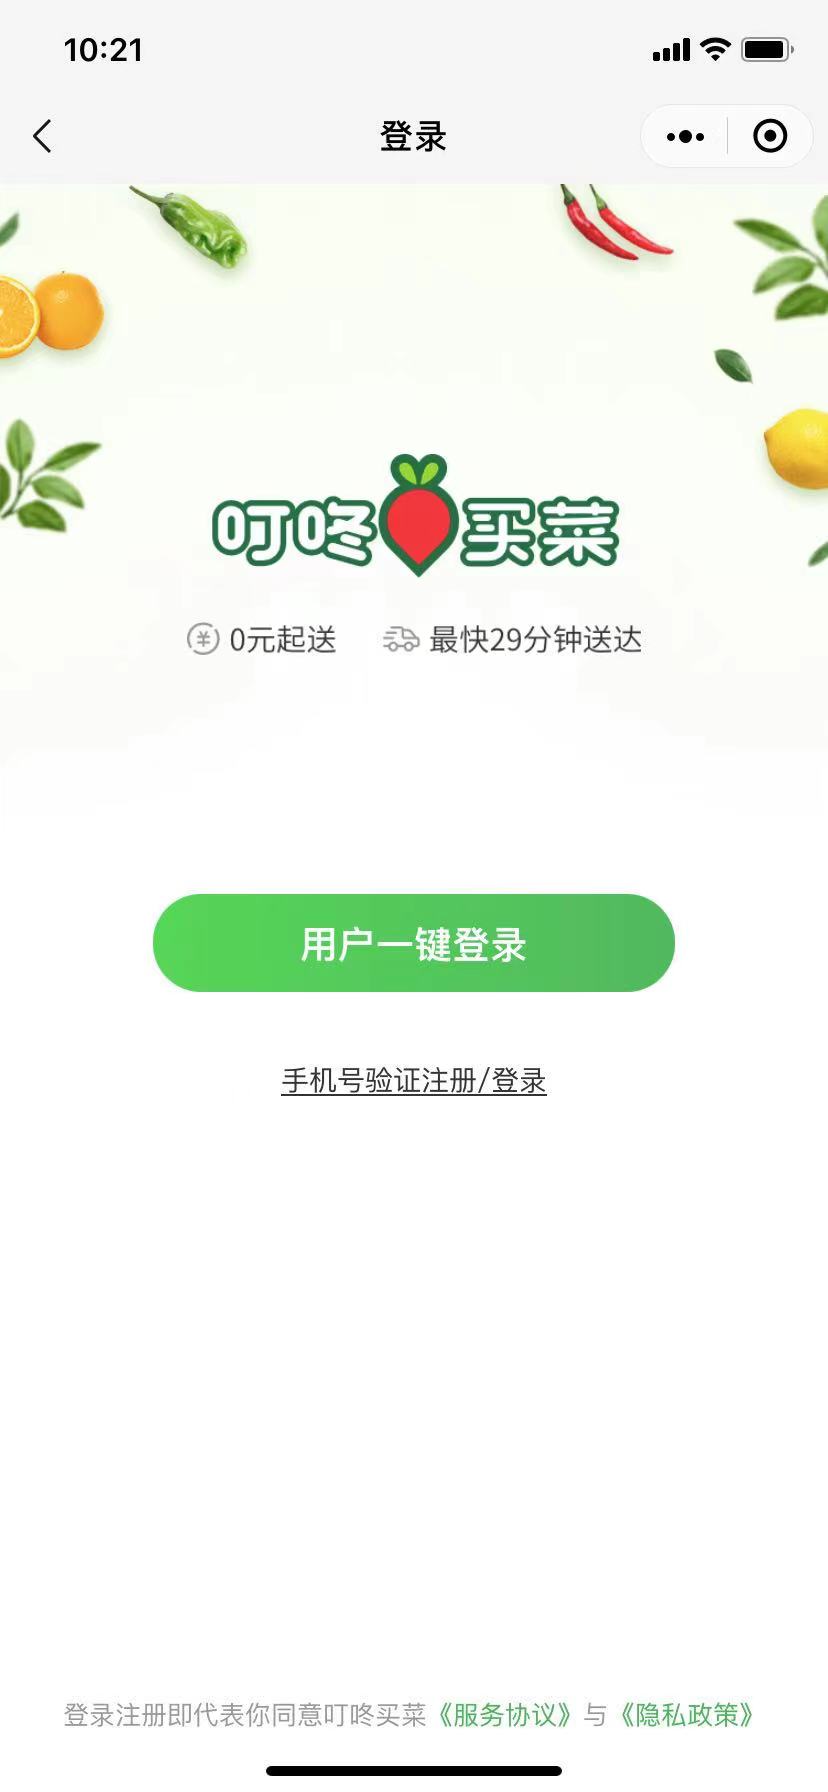 10:21
登录
叮咚买菜
0元起送 最快29分钟送达
用户一键登录
手机号验证注册/登录
登录注册即代表你同意叮咚买菜《服务协议》与《隐私政策》